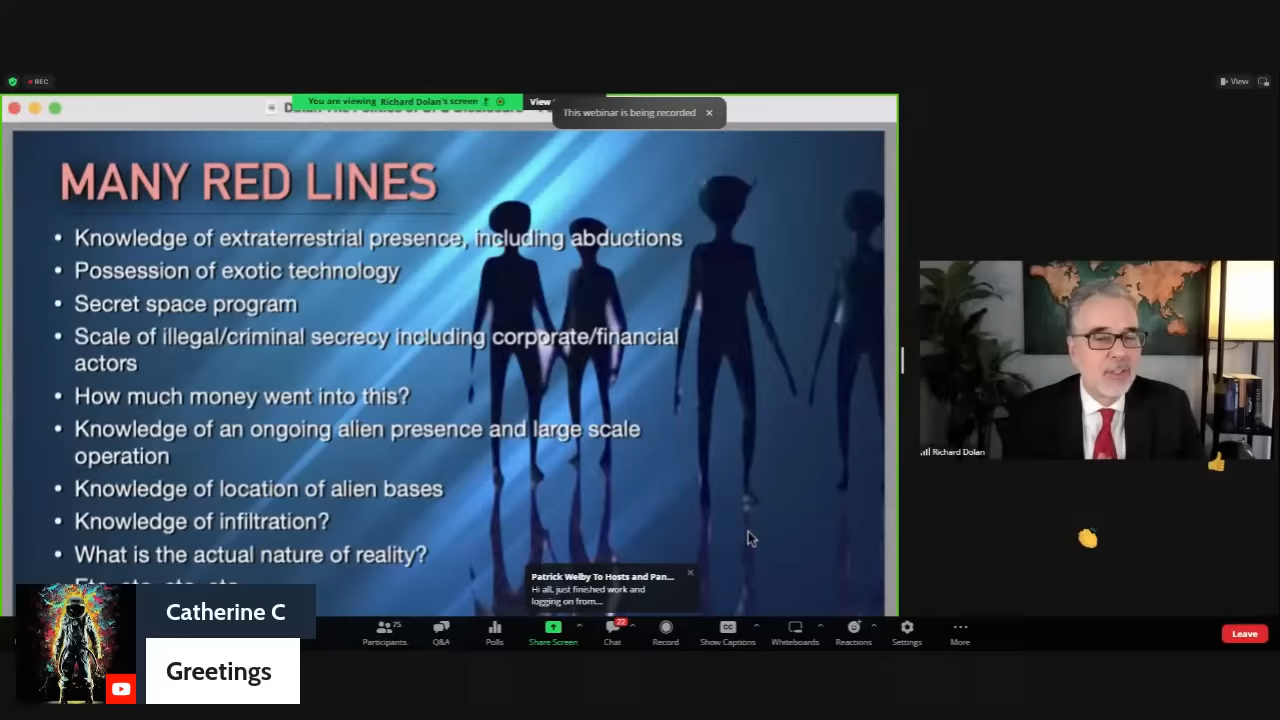 REC
View
You are viewing Richard Dolan's screen
View
This webinar is being recorded
MANY RED LINES
• Knowledge of extraterrestrial presence, including abductions
• Possession of exotic technology
• Secret space program
• Scale of illegal/criminal secrecy including corporate/financial
actors
• How much money went into this?
• Knowledge of an ongoing alien presence and large scale
operation
• Knowledge of location of alien bases
• Knowledge of infiltration?
• What is the actual nature of reality?
Richard Dolan
Patrick Welby To Hosts and Pan...
Hi all, just finished work and
logging on from...
Catherine C
Greetings
75
22
CC
Participants
Q&A
Polls
Share Screen
Chat
Record
Show Captions
Whiteboards
Reactions
Settings
More
Leave